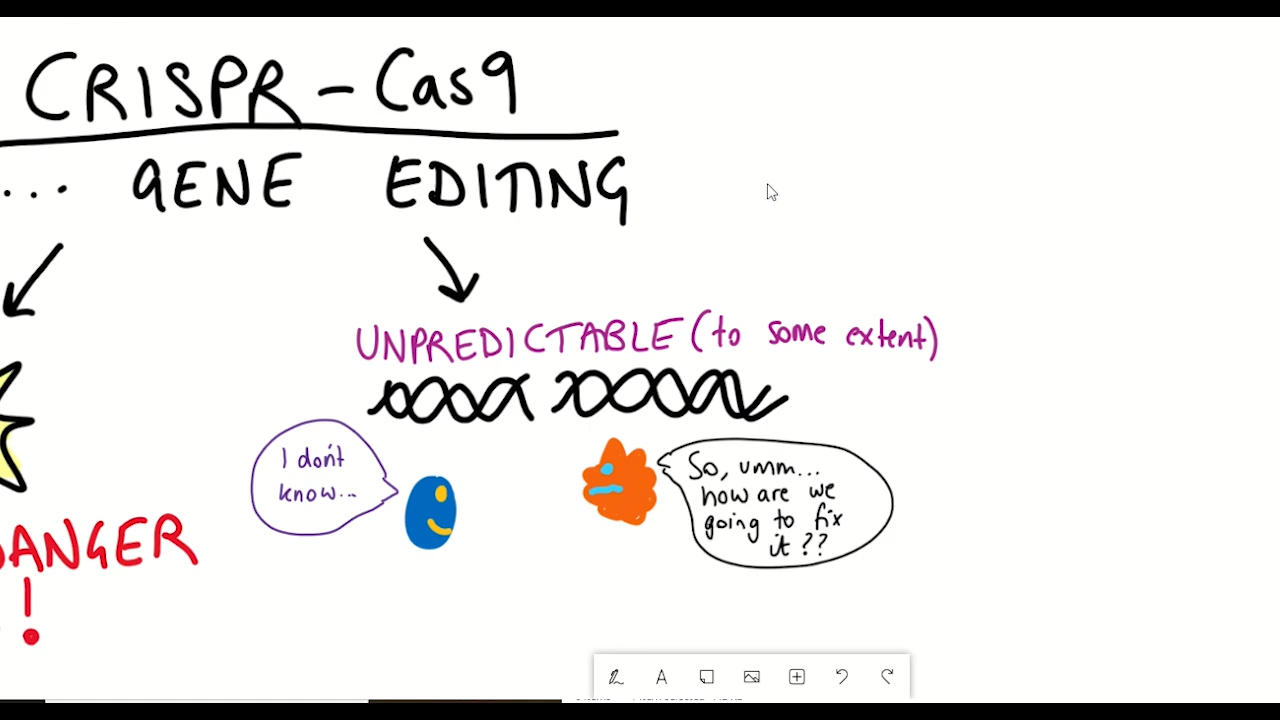 CRISPR - Cas9
... GENE EDITING
UNPREDICTABLE (to some extent)
I don't
know...
So, umm...
how are we
going to fix
it??
DANGER
!